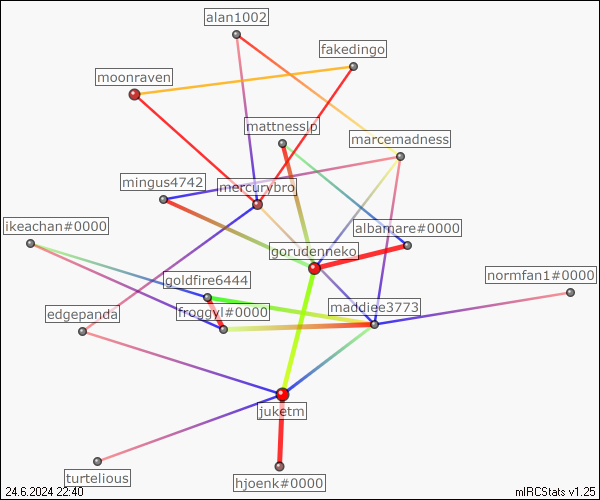 alan1002
fakedingo
moonraven
mattnesslp
marcemadness
mingus4742
mercurybro
ikeachan#0000
albamare#0000
gorudenneko
normfan1#0000
goldfire6444
edgepanda
froggyl#0000
maddiee3773
juketm
turtelious
hjoenk#0000
24.6.2024 22:40
mIRCStats v1.25